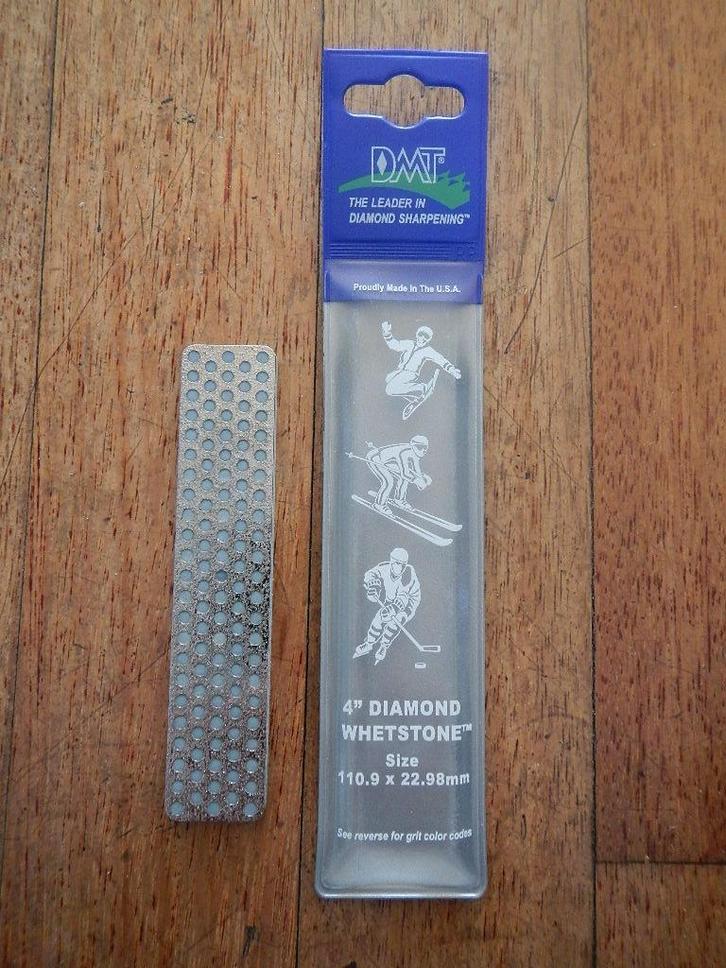 DMT®
THE LEADER IN
DIAMOND SHARPENING™
Proudly Made In The U.S.A.
4” DIAMOND
WHETSTONE™
Size
110.9 x 22.98mm
See reverse for grit color codes